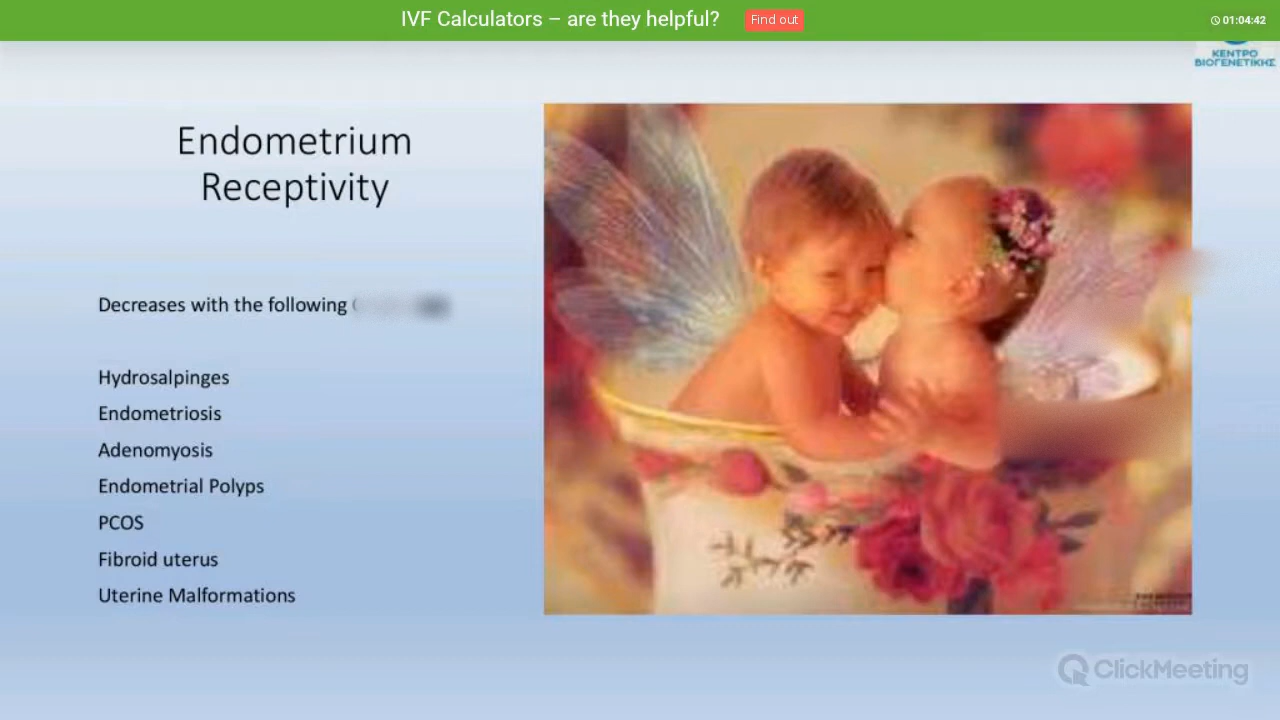 IVF Calculators – are they helpful?
Find out
01:04:42
ΚΕΝΤΡΟ
ΒΙΟΓΕΝΕΤΙΚΗΣ
Endometrium
Receptivity
Decreases with the following
Hydrosalpinges
Endometriosis
Adenomyosis
Endometrial Polyps
PCOS
Fibroid uterus
Uterine Malformations
ClickMeeting